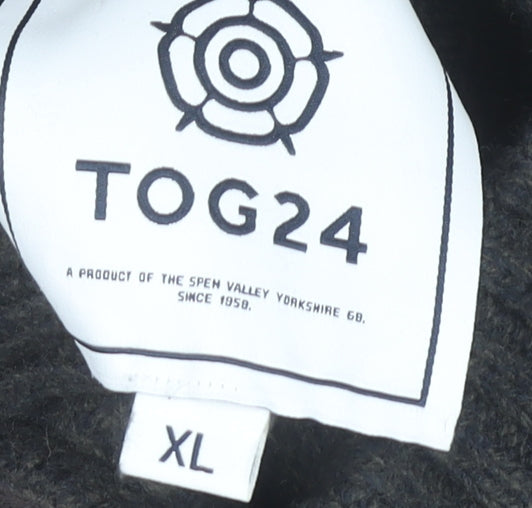 TOG24
A PRODUCT OF THE SPEN VALLEY YORKSHIRE GB.
SINCE 1958.
XL